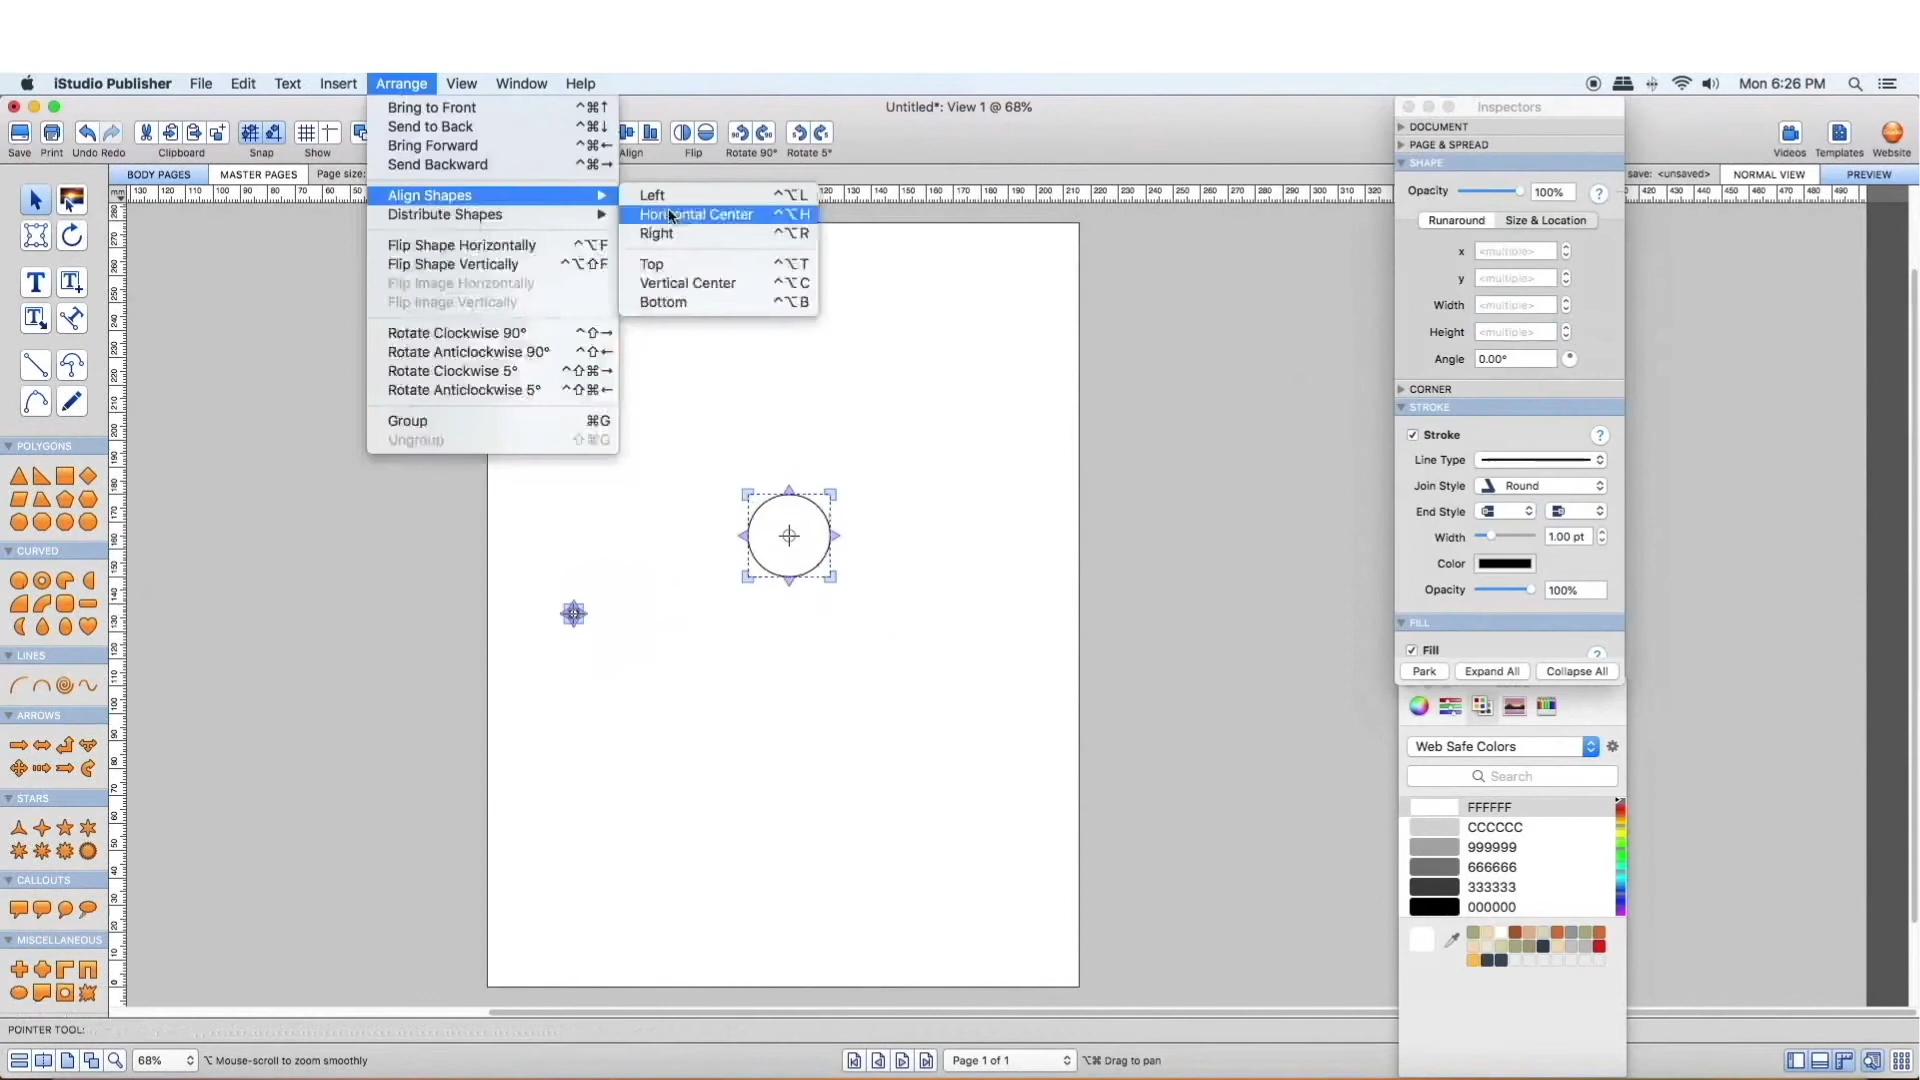 iStudio Publisher File Edit Text Insert Arrange View Window Help Mon 6:26 PM
Untitled*: View 1 @ 68%
Save Print Undo Redo Clipboard Snap Show Align Flip Rotate 90° Rotate 5° Videos Templates Website
BODY PAGES MASTER PAGES Page size: save: <unsaved> NORMAL VIEW PREVIEW
Bring to Front ^⌘↑
Send to Back ^⌘↓
Bring Forward ^⌘←
Send Backward ^⌘→
Align Shapes
Distribute Shapes
Flip Shape Horizontally ^⌥F
Flip Shape Vertically ^⌥⇧F
Flip Image Horizontally
Flip Image Vertically
Rotate Clockwise 90° ^⇧→
Rotate Anticlockwise 90° ^⇧←
Rotate Clockwise 5° ^⇧⌘→
Rotate Anticlockwise 5° ^⇧⌘←
Group ⌘G
Ungroup ⇧⌘G
Left ^⌥L
Horizontal Center ^⌥H
Right ^⌥R
Top ^⌥T
Vertical Center ^⌥C
Bottom ^⌥B
POLYGONS
CURVED
LINES
ARROWS
STARS
CALLOUTS
MISCELLANEOUS
Inspectors
DOCUMENT
PAGE & SPREAD
SHAPE
Opacity 100% ?
Runaround Size & Location
x <multiple>
y <multiple>
Width <multiple>
Height <multiple>
Angle 0.00°
CORNER
STROKE
Stroke ?
Line Type
Join Style Round
End Style
Width 1.00 pt
Color
Opacity 100%
FILL
Fill ?
Park Expand All Collapse All
Web Safe Colors
Search
FFFFFF
CCCCCC
999999
666666
333333
000000
POINTER TOOL:
68% ⌥ Mouse-scroll to zoom smoothly Page 1 of 1 ⌥⌘ Drag to pan